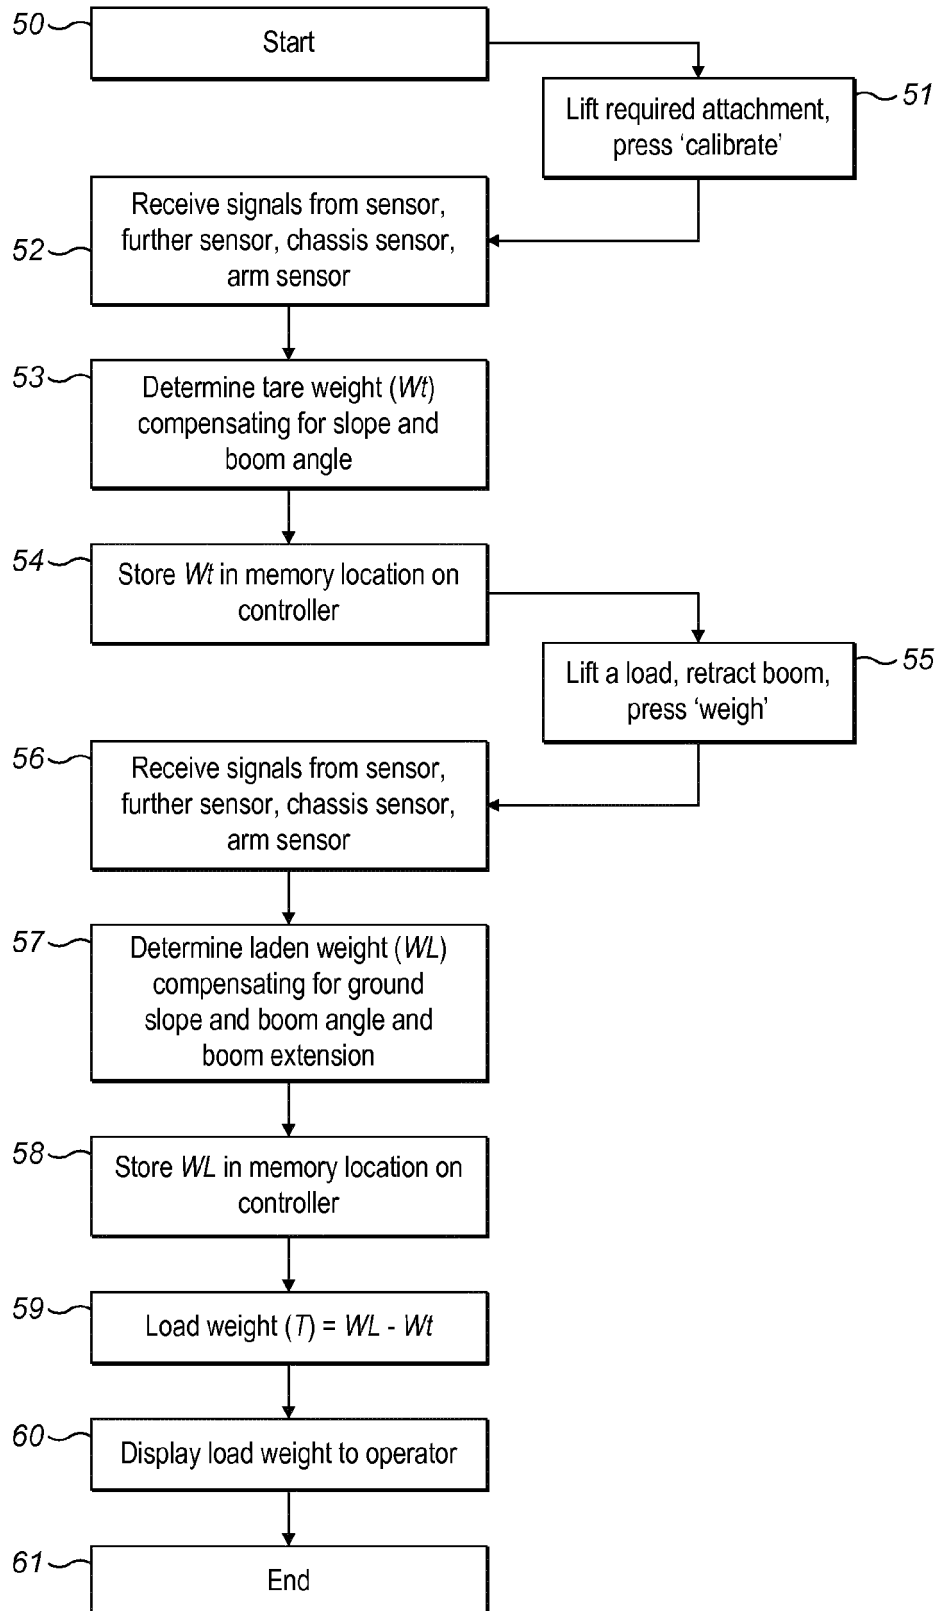 50
Start
51
Lift required attachment,
press ‘calibrate’
52
Receive signals from sensor,
further sensor, chassis sensor,
arm sensor
53
Determine tare weight (Wt)
compensating for slope and
boom angle
54
Store Wt in memory location on
controller
55
Lift a load, retract boom,
press ‘weigh’
56
Receive signals from sensor,
further sensor, chassis sensor,
arm sensor
57
Determine laden weight (WL)
compensating for ground
slope and boom angle and
boom extension
58
Store WL in memory location on
controller
59
Load weight (T) = WL - Wt
60
Display load weight to operator
61
End